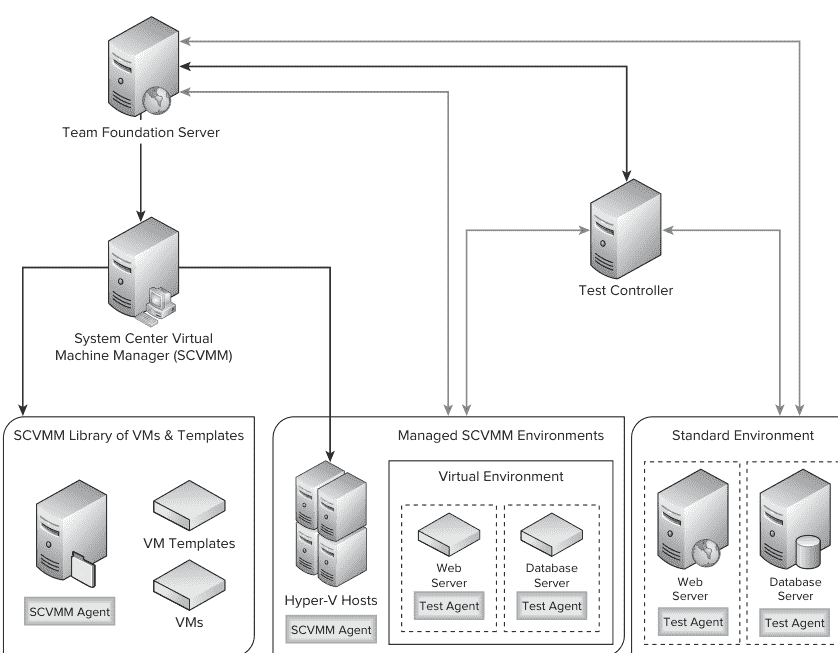 Team Foundation Server
Test Controller
System Center Virtual
Machine Manager (SCVMM)
SCVMM Library of VMs & Templates
VM Templates
VMs
SCVMM Agent
Managed SCVMM Environments
Hyper-V Hosts
SCVMM Agent
Virtual Environment
Web
Server
Test Agent
Database
Server
Test Agent
Standard Environment
Web
Server
Test Agent
Database
Server
Test Agent